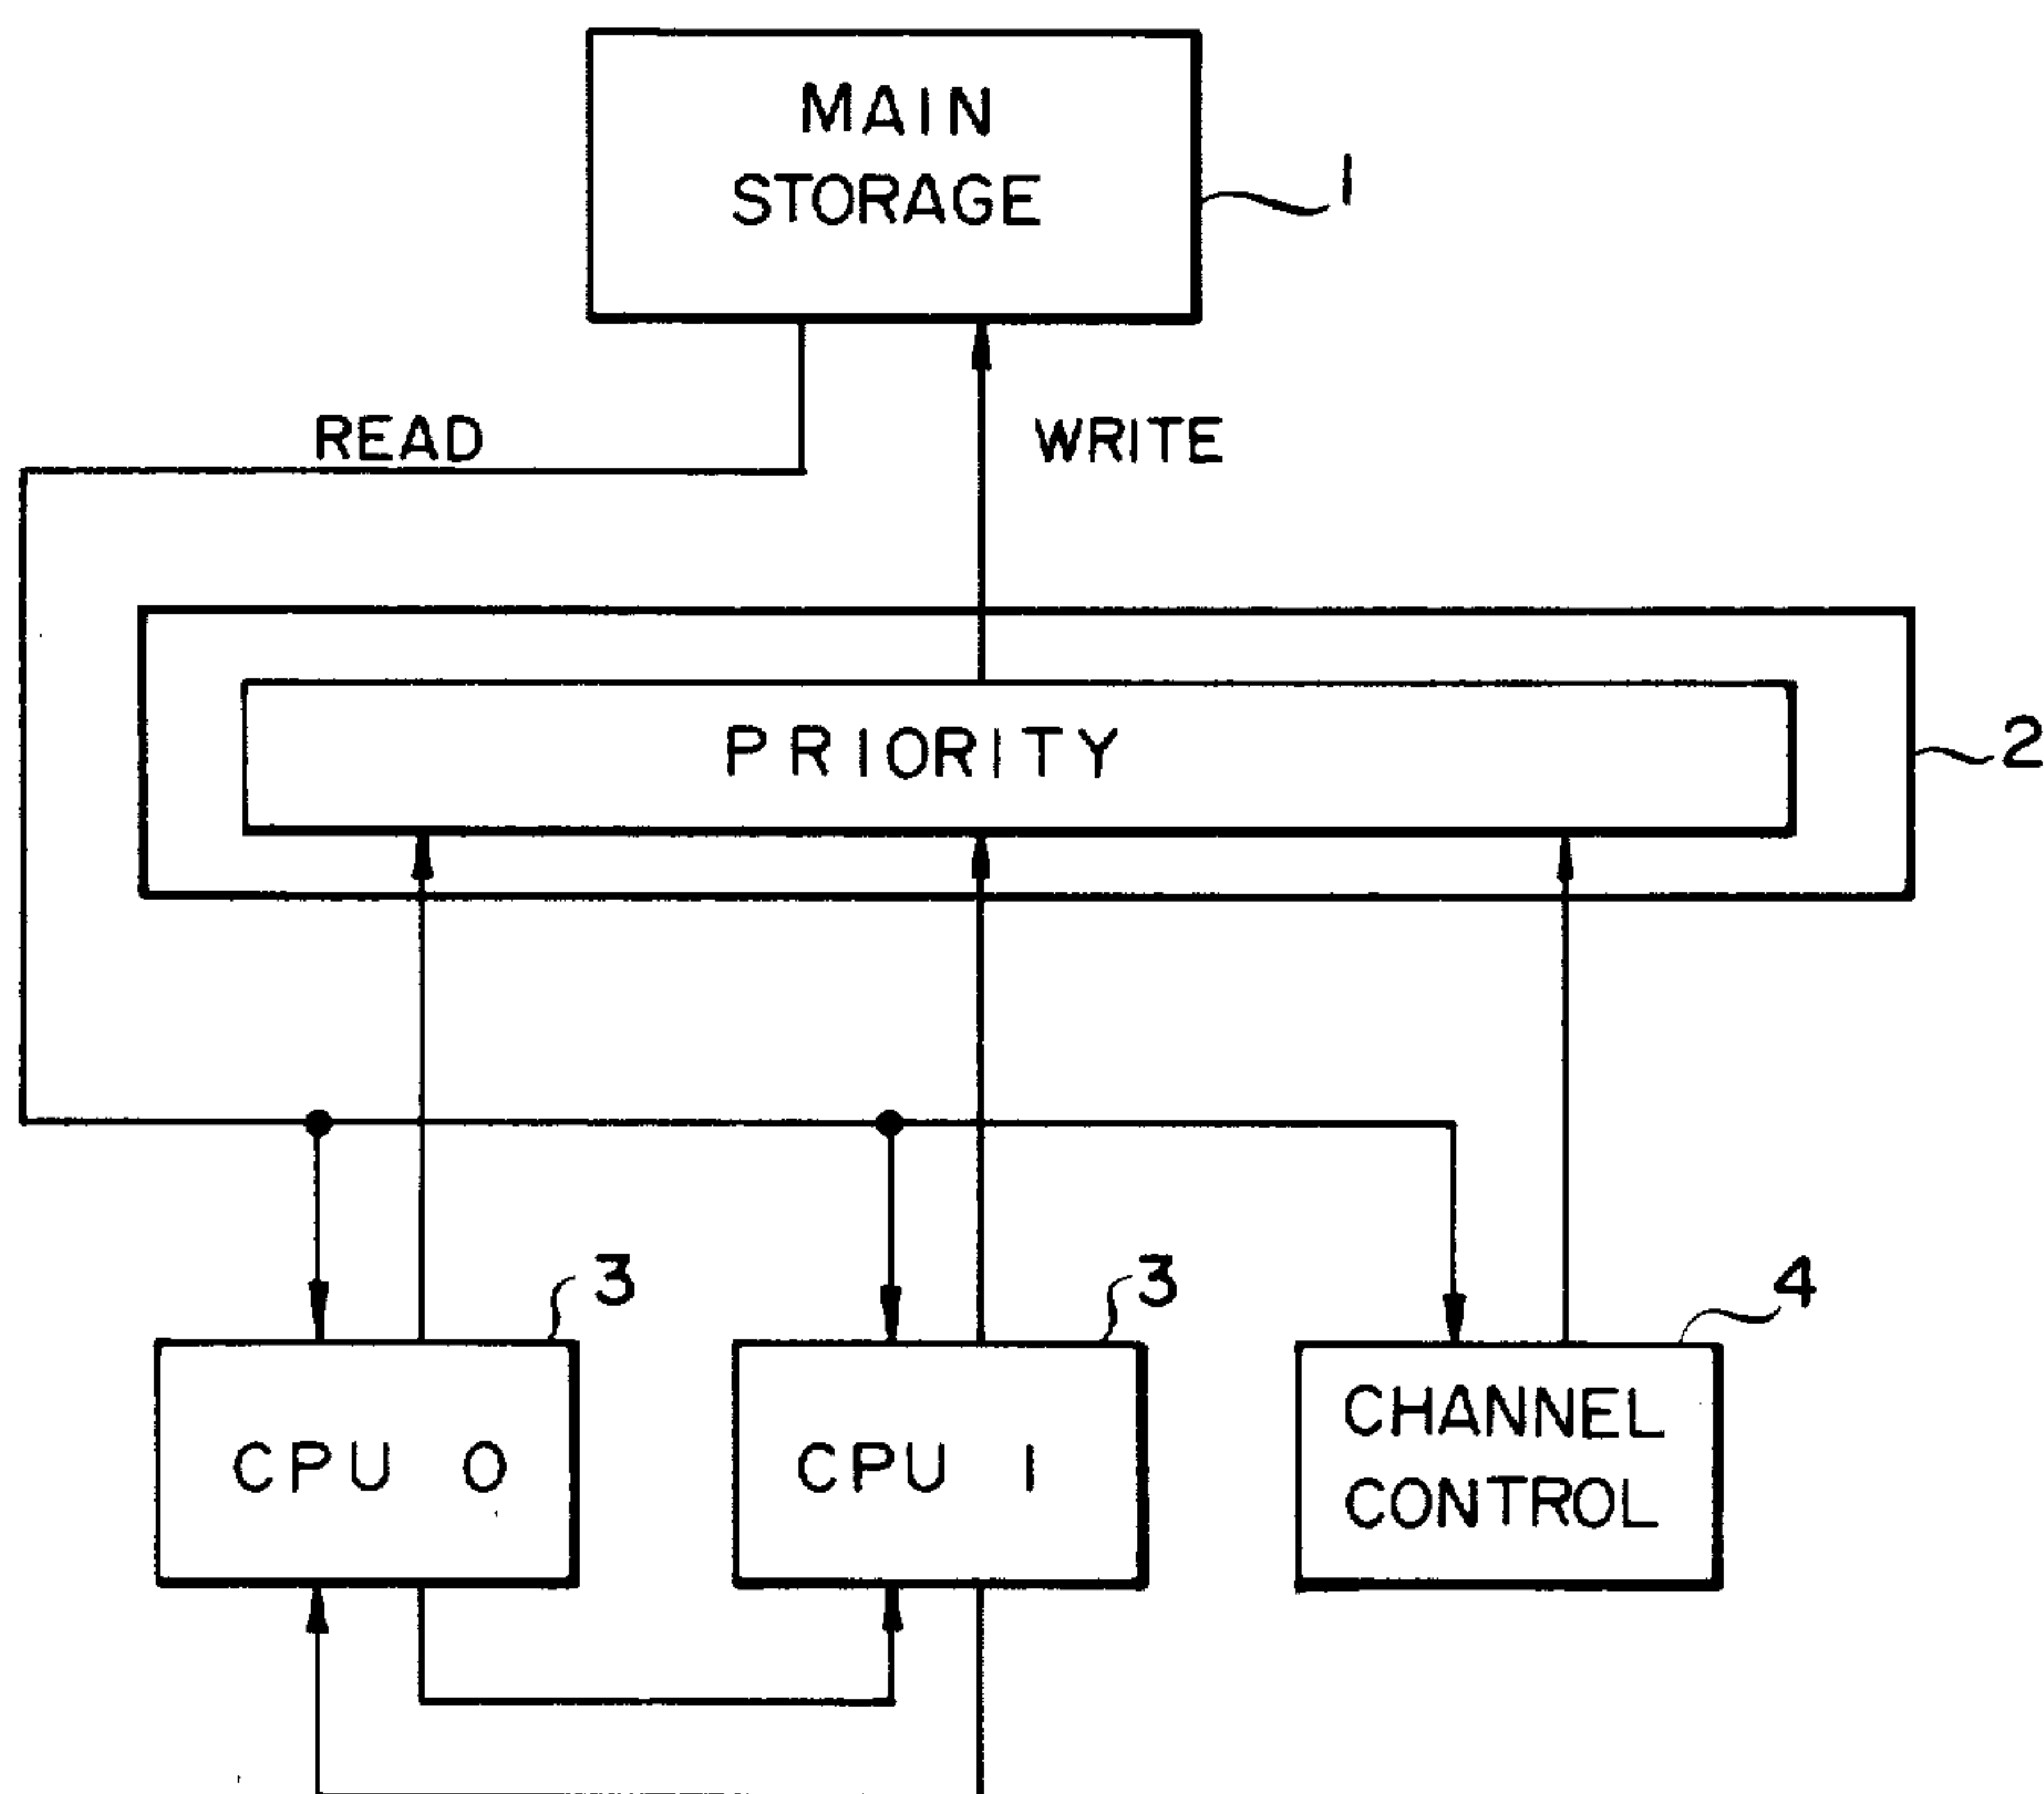 MAIN
STORAGE
1
READ
WRITE
PRIORITY
2
3
3
4
CPU 0
CPU 1
CHANNEL
CONTROL